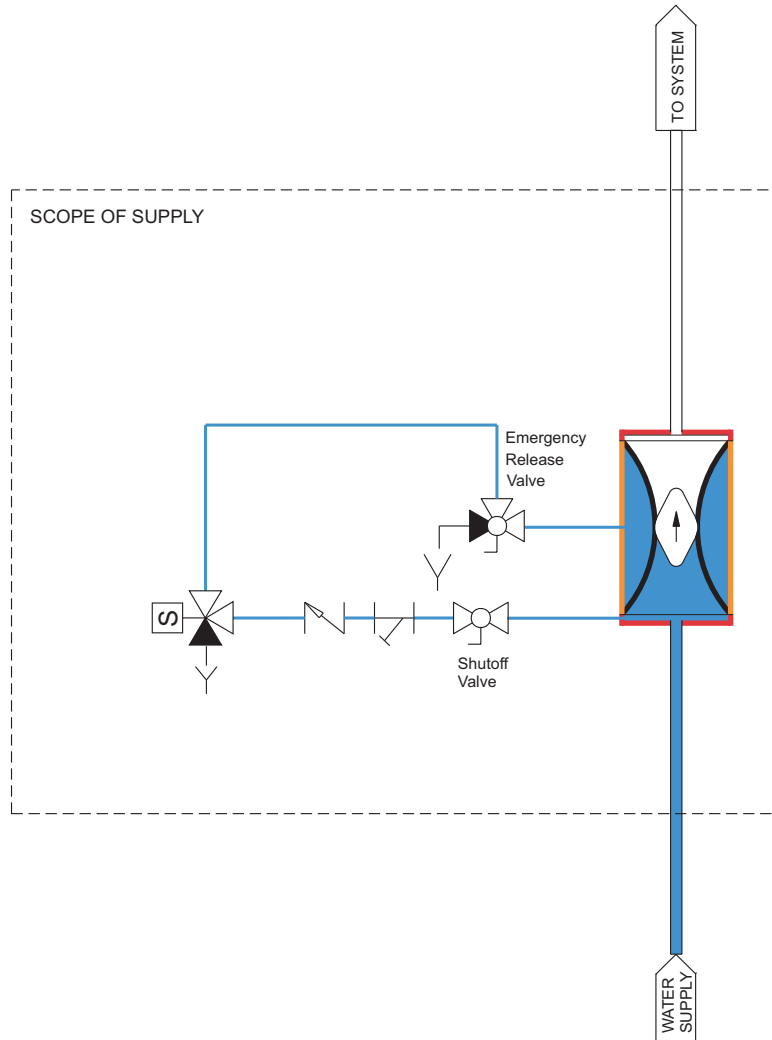 TO SYSTEM
SCOPE OF SUPPLY
Emergency
Release
Valve
S
Shutoff
Valve
WATER
SUPPLY